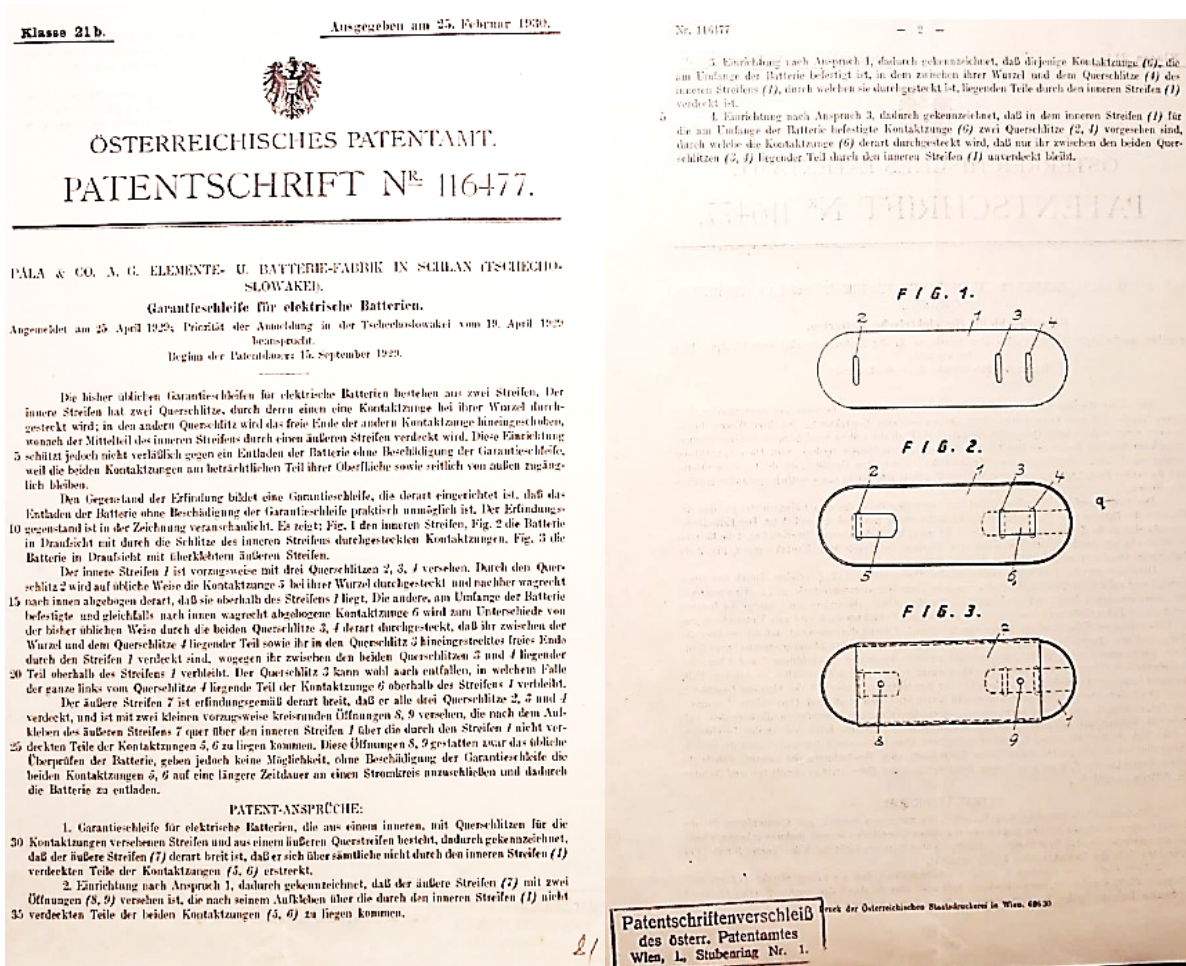 Klasse 21 b.
Ausgegeben am 25. Februar 1930.
ÖSTERREICHISCHES PATENTAMT.
PATENTSCHRIFT NR. 116477.
PÁLA & CO. A. G. ELEMENTE- U. BATTERIE-FABRIK IN SCHLAN (TSCHECHO-
SLOWAKEI).
Garantieschleife für elektrische Batterien.
Angemeldet am 25. April 1929; Priorität der Anmeldung in der Tschechoslowakei vom 19. April 1929
beansprucht.
Beginn der Patentdauer: 15. September 1929.
Die bisher üblichen Garantieschleifen für elektrische Batterien bestehen aus zwei Streifen. Der
innere Streifen hat zwei Querschlitze, durch deren einen eine Kontaktzunge bei ihrer Wurzel durch-
gesteckt wird; in den andern Querschlitz wird das freie Ende der andern Kontaktzunge hineingeschoben,
wonach der Mittelteil des inneren Streifens durch einen äußeren Streifen verdeckt wird. Diese Einrichtung
5 schützt jedoch nicht verläßlich gegen ein Entladen der Batterie ohne Beschädigung der Garantieschleife,
weil die beiden Kontaktzungen am beträchtlichen Teil ihrer Oberfläche sowie seitlich von außen zugäng-
lich bleiben.
Den Gegenstand der Erfindung bildet eine Garantieschleife, die derart eingerichtet ist, daß das
Entladen der Batterie ohne Beschädigung der Garantieschleife praktisch unmöglich ist. Der Erfindungs-
10 gegenstand ist in der Zeichnung veranschaulicht. Es zeigt: Fig. 1 den inneren Streifen, Fig. 2 die Batterie
in Draufsicht mit durch die Schlitze des inneren Streifens durchgesteckten Kontaktzungen, Fig. 3 die
Batterie in Draufsicht mit überklebtem äußeren Streifen.
Der innere Streifen 1 ist vorzugsweise mit drei Querschlitzen 2, 3, 4 versehen. Durch den Quer-
schlitz 2 wird auf übliche Weise die Kontaktzunge 5 bei ihrer Wurzel durchgesteckt und nachher wagrecht
15 nach innen abgebogen derart, daß sie oberhalb des Streifens 1 liegt. Die andere, am Umfange der Batterie
befestigte und gleichfalls nach innen wagrecht abgebogene Kontaktzunge 6 wird zum Unterschiede von
der bisher üblichen Weise durch die beiden Querschlitze 3, 4 derart durchgesteckt, daß ihr zwischen der
Wurzel und dem Querschlitze 4 liegender Teil sowie ihr in den Querschlitz 3 hineingestecktes freies Ende
durch den Streifen 1 verdeckt sind, wogegen ihr zwischen den beiden Querschlitzen 3 und 4 liegender
20 Teil oberhalb des Streifens 1 verbleibt. Der Querschlitz 3 kann wohl auch entfallen, in welchem Falle
der ganze links vom Querschlitze 4 liegende Teil der Kontaktzunge 6 oberhalb des Streifens 1 verbleibt.
Der äußere Streifen 7 ist erfindungsgemäß derart breit, daß er alle drei Querschlitze 2, 3 und 4
verdeckt, und ist mit zwei kleinen vorzugsweise kreisrunden Öffnungen 8, 9 versehen, die nach dem Auf-
kleben des äußeren Streifens 7 quer über den inneren Streifen 1 über die durch den Streifen 1 nicht ver-
25 deckten Teile der Kontaktzungen 5, 6 zu liegen kommen. Diese Öffnungen 8, 9 gestatten zwar das übliche
Überprüfen der Batterie, geben jedoch keine Möglichkeit, ohne Beschädigung der Garantieschleife die
beiden Kontaktzungen 5, 6 auf eine längere Zeitdauer an einen Stromkreis anzuschließen und dadurch
die Batterie zu entladen.
PATENT-ANSPRÜCHE:
1. Garantieschleife für elektrische Batterien, die aus einem inneren, mit Querschlitzen für die
30 Kontaktzungen versehenen Streifen und aus einem äußeren Querstreifen besteht, dadurch gekennzeichnet,
daß der äußere Streifen (7) derart breit ist, daß er sich über sämtliche nicht durch den inneren Streifen (1)
verdeckten Teile der Kontaktzungen (5, 6) erstreckt.
2. Einrichtung nach Anspruch 1, dadurch gekennzeichnet, daß der äußere Streifen (7) mit zwei
Öffnungen (8, 9) versehen ist, die nach seinem Aufkleben über die durch den inneren Streifen (1) nicht
35 verdeckten Teile der beiden Kontaktzungen (5, 6) zu liegen kommen.
21
Nr. 116477
— 2 —
3. Einrichtung nach Anspruch 1, dadurch gekennzeichnet, daß diejenige Kontaktzunge (6), die
am Umfange der Batterie befestigt ist, in dem zwischen ihrer Wurzel und dem Querschlitze (4) des
inneren Streifens (1), durch welchen sie durchgesteckt ist, liegenden Teile durch den inneren Streifen (1)
verdeckt ist.
5 4. Einrichtung nach Anspruch 3, dadurch gekennzeichnet, daß in dem inneren Streifen (1) für
die am Umfange der Batterie befestigte Kontaktzunge (6) zwei Querschlitze (2, 4) vorgesehen sind,
durch welche die Kontaktzunge (6) derart durchgesteckt wird, daß nur ihr zwischen den beiden Quer-
schlitzen (3, 4) liegender Teil durch den inneren Streifen (1) unverdeckt bleibt.
FIG. 1.
2 1 3 4
FIG. 2.
2 1 3 4
9
5 6
FIG. 3.
2
7
8 9
Druck der Österreichischen Staatsdruckerei in Wien. 696 30
Patentschriftenverschleiß
des österr. Patentamtes
Wien, I., Stubenring Nr. 1.